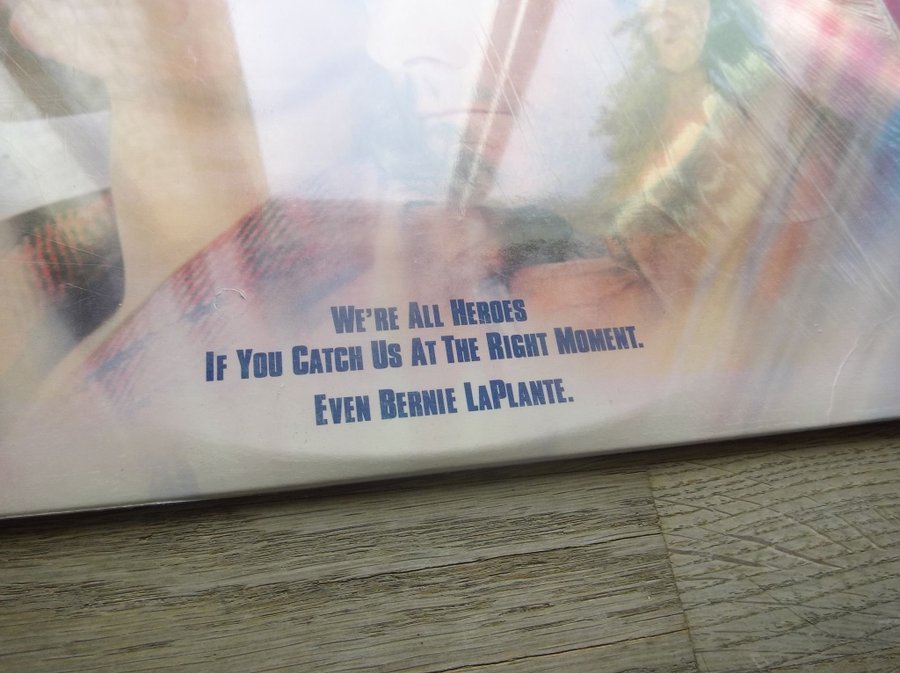 We're All Heroes
If You Catch Us At The Right Moment.
Even Bernie LaPlante.